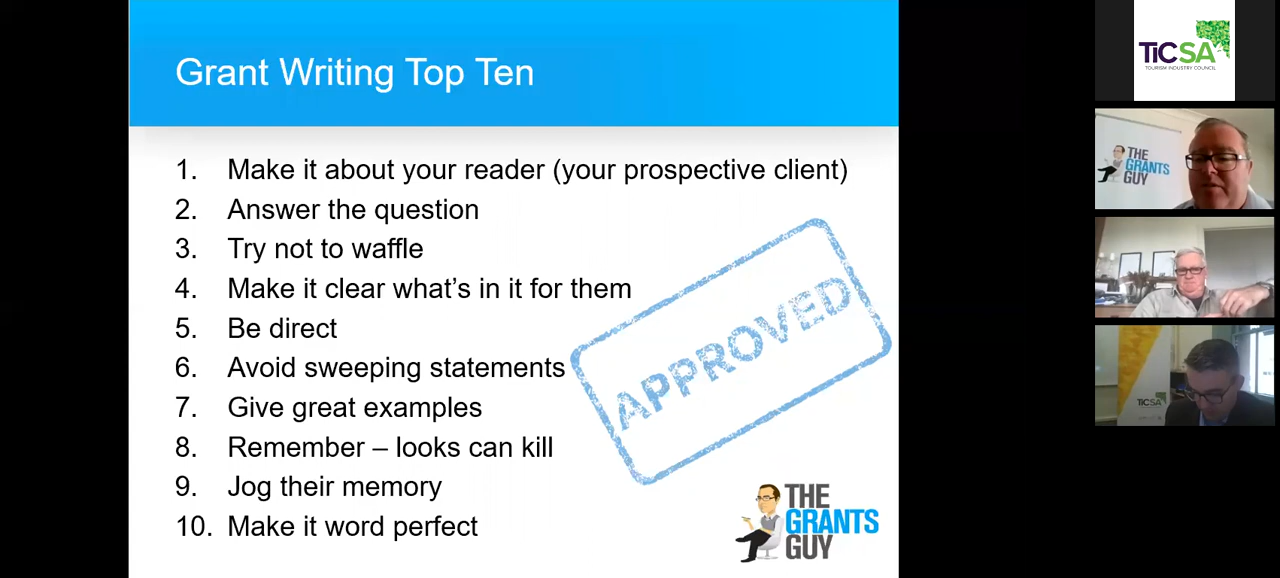 Grant Writing Top Ten
1. Make it about your reader (your prospective client)
2. Answer the question
3. Try not to waffle
4. Make it clear what’s in it for them
5. Be direct
6. Avoid sweeping statements
7. Give great examples
8. Remember – looks can kill
9. Jog their memory
10. Make it word perfect
APPROVED
THE
GRANTS
GUY
TiCSA
TOURISM INDUSTRY COUNCIL
THE
GRANTS
GUY
TiCSA